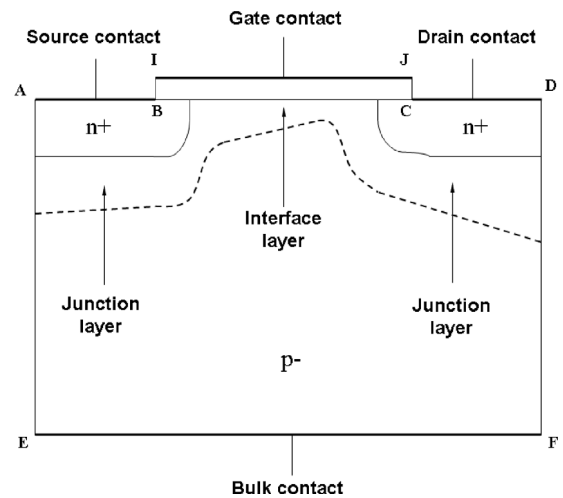 Gate contact
Source contact
Drain contact
I
J
A
D
B
C
n+
n+
Interface
layer
Junction
layer
Junction
layer
p-
E
F
Bulk contact